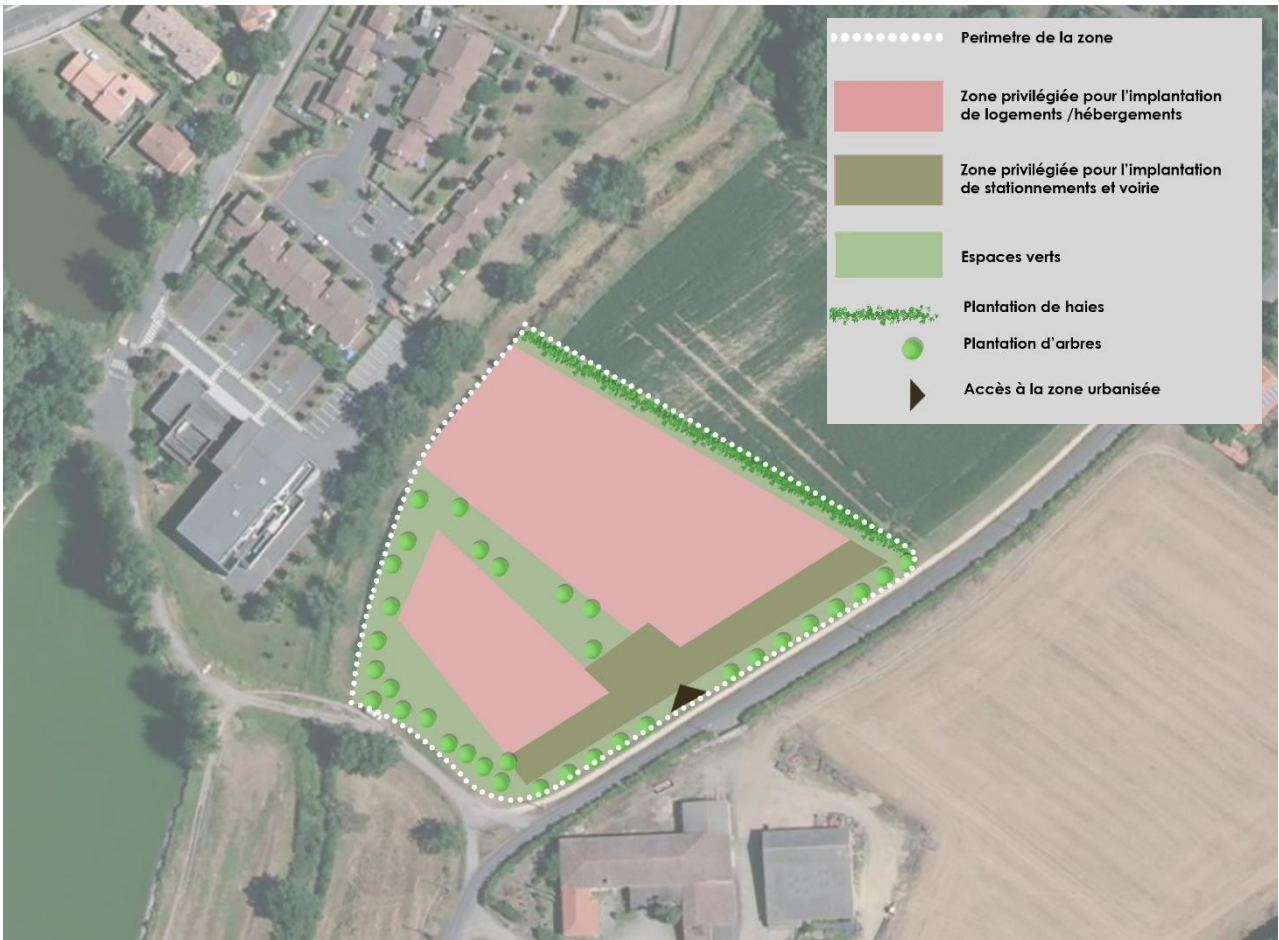 Perimetre de la zone
Zone privilégiée pour l'implantation
de logements /hébergements
Zone privilégiée pour l'implantation
de stationnements et voirie
Espaces verts
Plantation de haies
Plantation d'arbres
Accès à la zone urbanisée